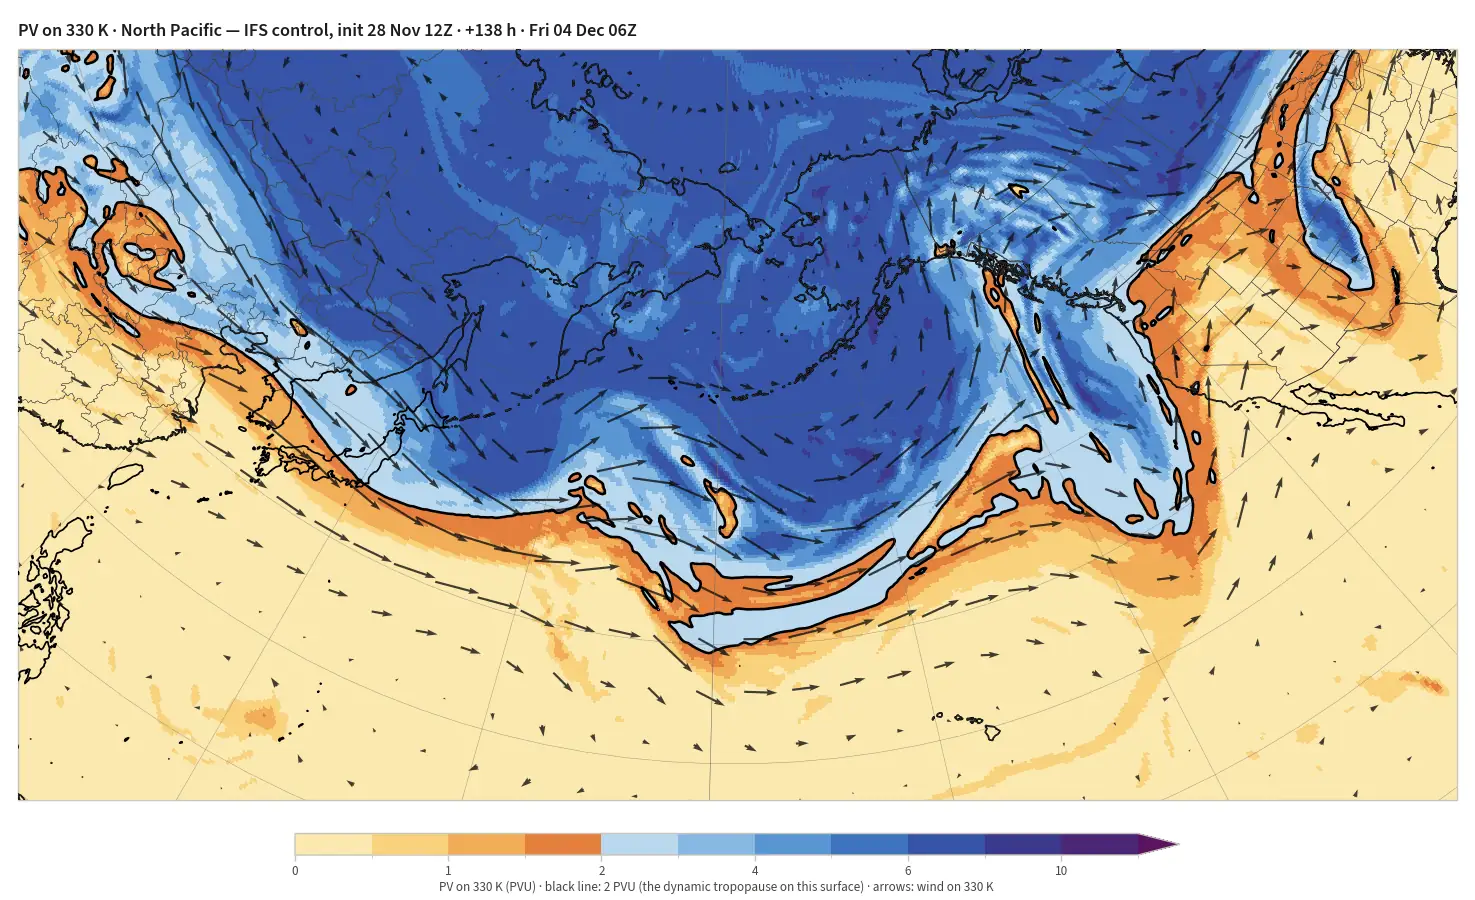 PV on 330 K · North Pacific — IFS control, init 28 Nov 12Z · +138 h · Fri 04 Dec 06Z
0 1 2 4 6 10
PV on 330 K (PVU) · black line: 2 PVU (the dynamic tropopause on this surface) · arrows: wind on 330 K